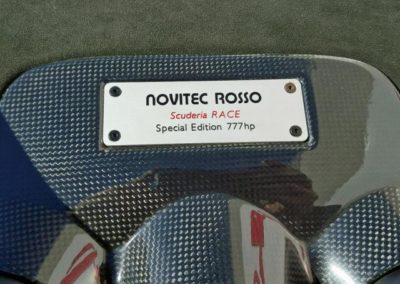 NOVITEC ROSSO
Scuderia RACE
Special Edition 777hp